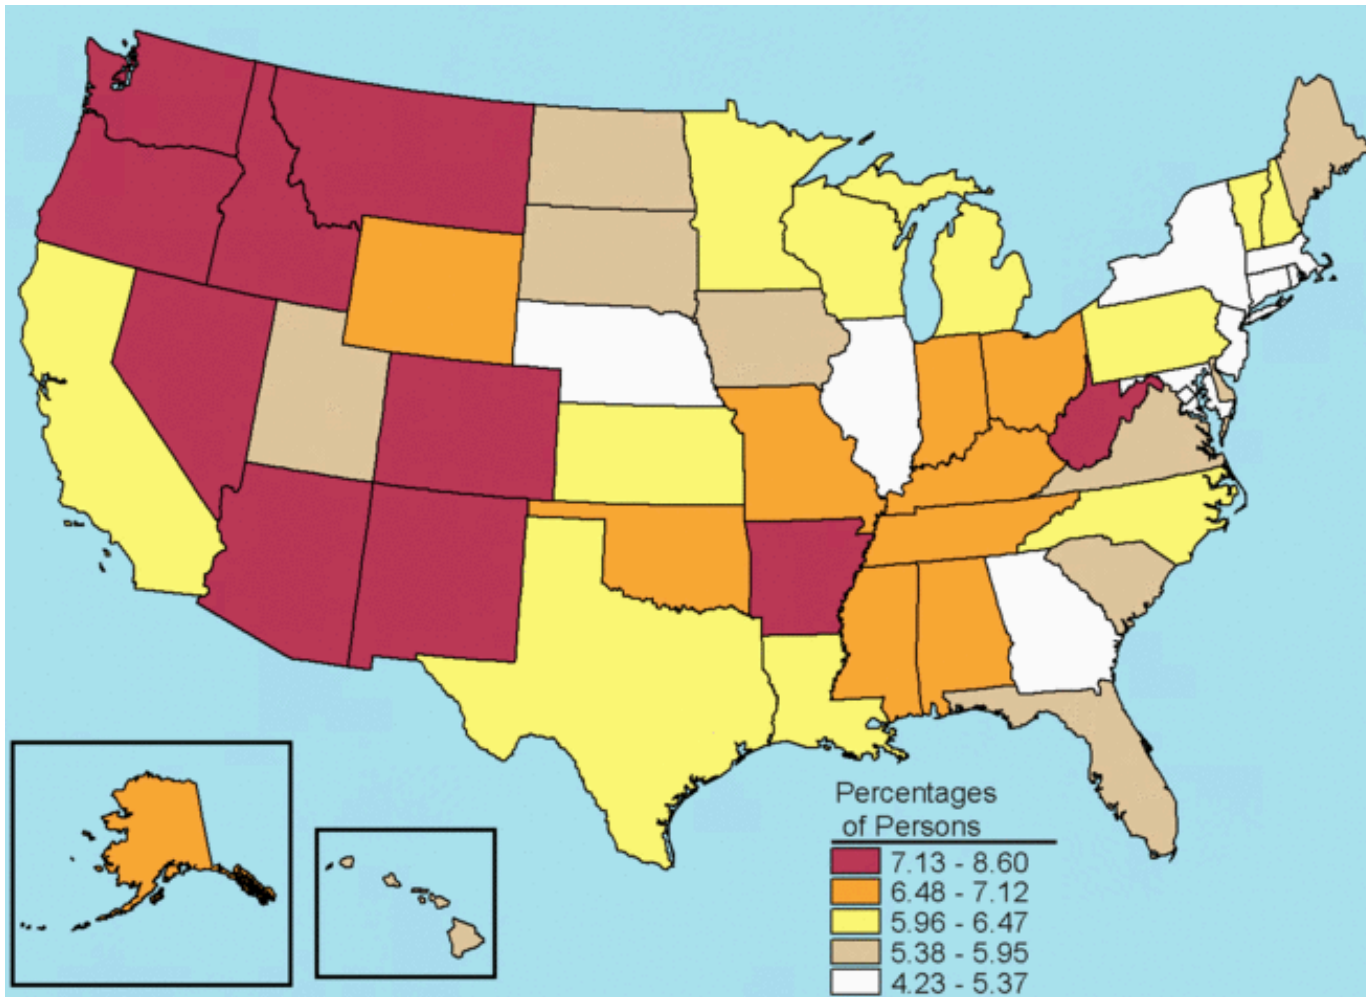 Percentages
of Persons
7.13 - 8.60
6.48 - 7.12
5.96 - 6.47
5.38 - 5.95
4.23 - 5.37